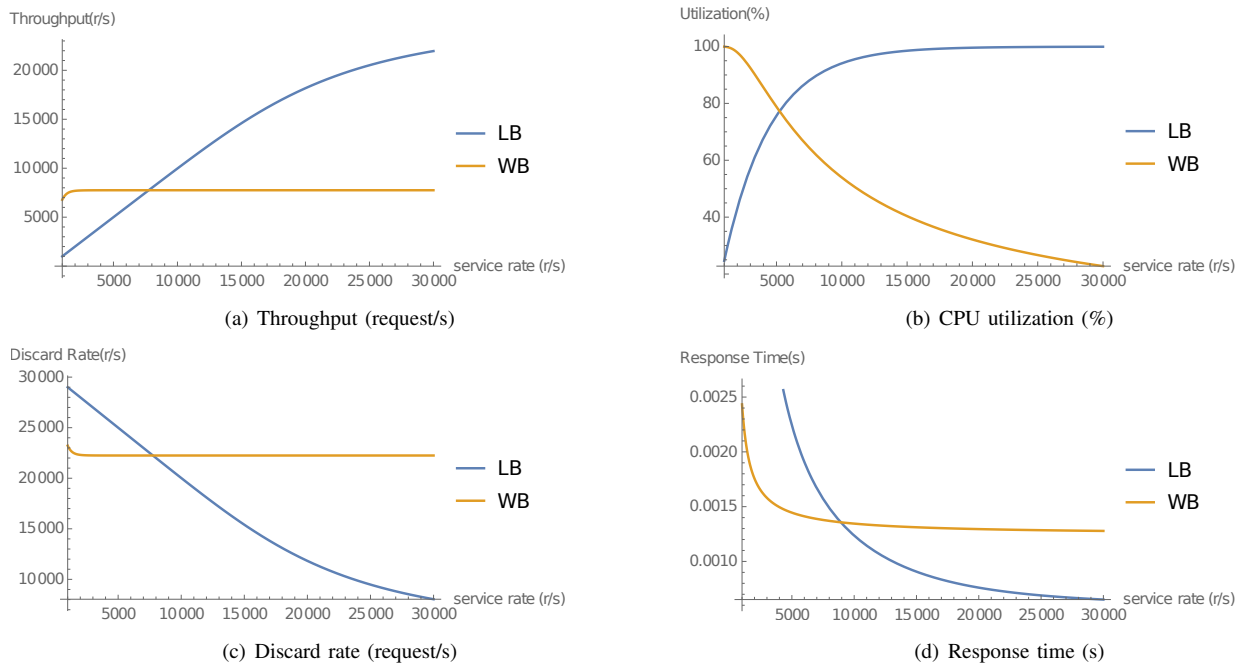 Throughput(r/s)
20000
15000
10000
5000
5000 10000 15000 20000 25000 30000
service rate (r/s)
LB
WB
(a) Throughput (request/s)
Utilization(%)
100
80
60
40
5000 10000 15000 20000 25000 30000
service rate (r/s)
LB
WB
(b) CPU utilization (%)
Discard Rate(r/s)
30000
25000
20000
15000
10000
5000 10000 15000 20000 25000 30000
service rate (r/s)
LB
WB
(c) Discard rate (request/s)
Response Time(s)
0.0025
0.0020
0.0015
0.0010
5000 10000 15000 20000 25000 30000
service rate (r/s)
LB
WB
(d) Response time (s)